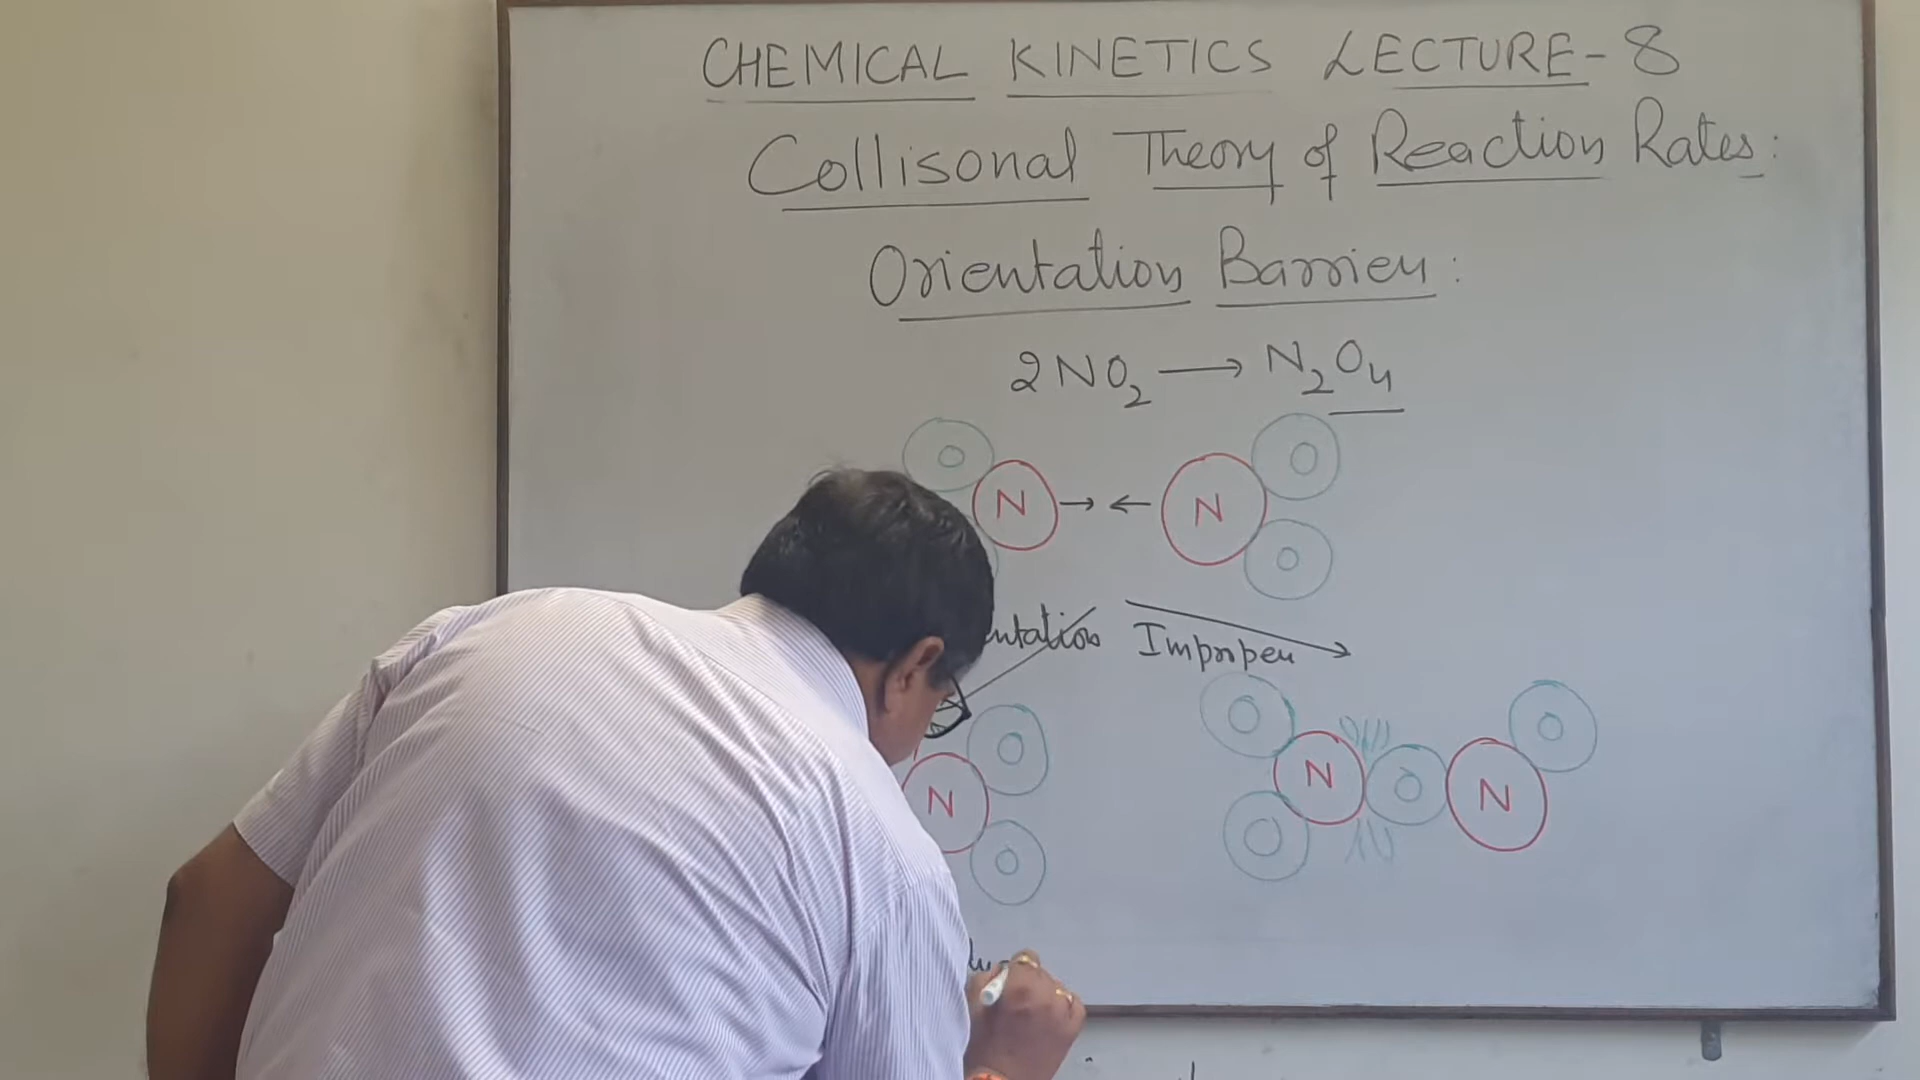 CHEMICAL KINETICS LECTURE-8
Collisonal Theory of Reaction Rates:
Orientation Barrier:
2NO₂ → N₂O₄
O O
N → ← N
O
Improper
O O O
N N O N
O O